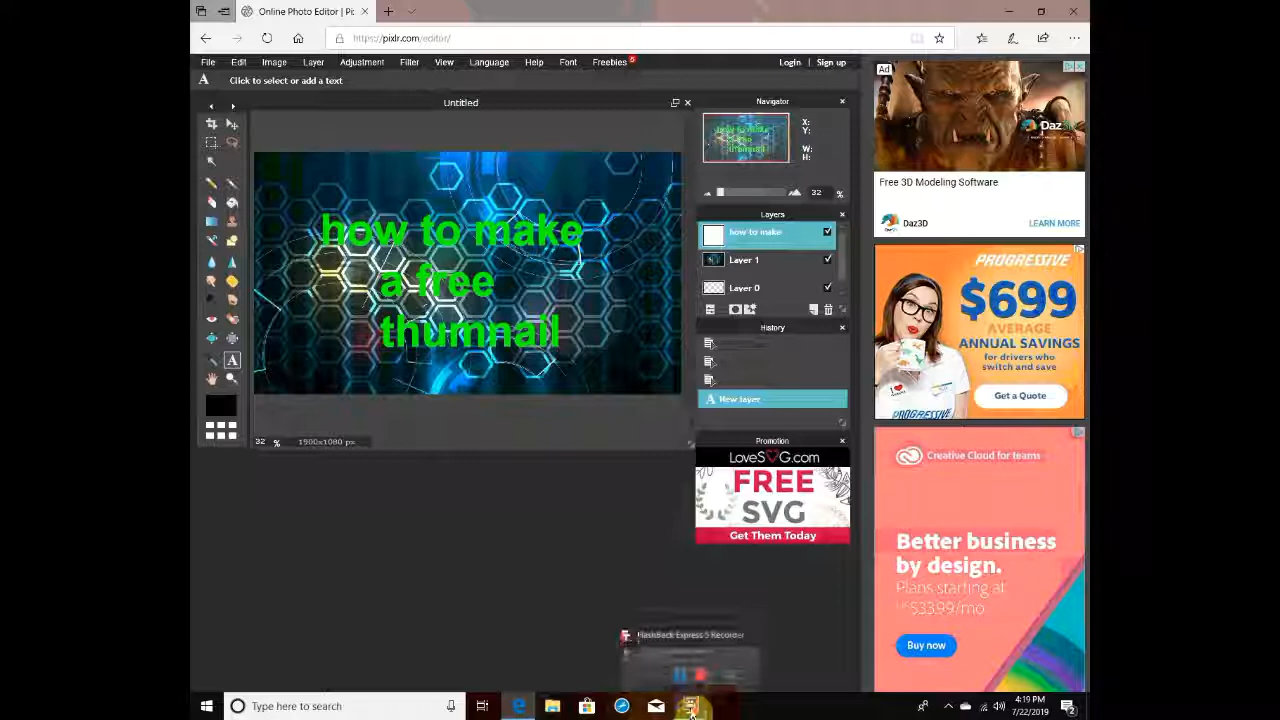 Online Photo Editor | Pix
https://pixlr.com/editor/
File Edit Image Layer Adjustment Filter View Language Help Font Freebies 5 Login | Sign up
A Click to select or add a text
Untitled
how to make
a free
thumnail
32 % 1900x1080 px
Navigator
X:
Y:
W:
H:
32 %
Layers
how to make
Layer 1
Layer 0
History
New layer
Promotion
LoveSVG.com
FREE
SVG
Get Them Today
Ad
Daz3D
Free 3D Modeling Software
Daz3D LEARN MORE
PROGRESSIVE
$699
AVERAGE
ANNUAL SAVINGS
for drivers who
switch and save
Get a Quote
PROGRESSIVE
Creative Cloud for teams
Better business
by design.
Plans starting at
$33.99/mo
Buy now
FlashBack Express 5 Recorder
Type here to search
4:19 PM
7/22/2019
2